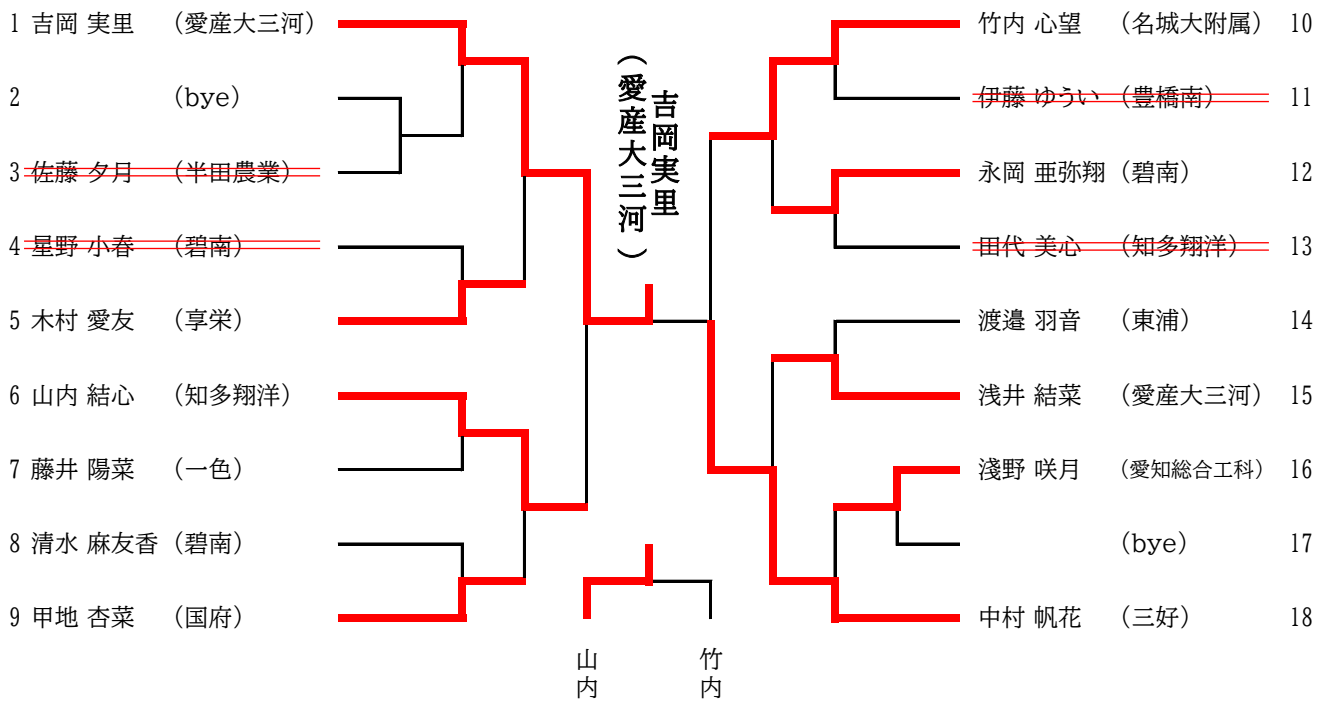 1 吉岡 実里 (愛産大三河)
2 (bye)
3 佐藤 夕月 (半田農業)
4 星野 小春 (碧南)
5 木村 愛友 (享栄)
6 山内 結心 (知多翔洋)
7 藤井 陽菜 (一色)
8 清水 麻友香 (碧南)
9 甲地 杏菜 (国府)
吉岡実里
(愛産大三河)
山内
竹内
竹内 心望 (名城大附属) 10
伊藤 ゆうい (豊橋南) 11
永岡 亜弥翔 (碧南) 12
田代 美心 (知多翔洋) 13
渡邉 羽音 (東浦) 14
浅井 結菜 (愛産大三河) 15
淺野 咲月 (愛知総合工科) 16
(bye) 17
中村 帆花 (三好) 18